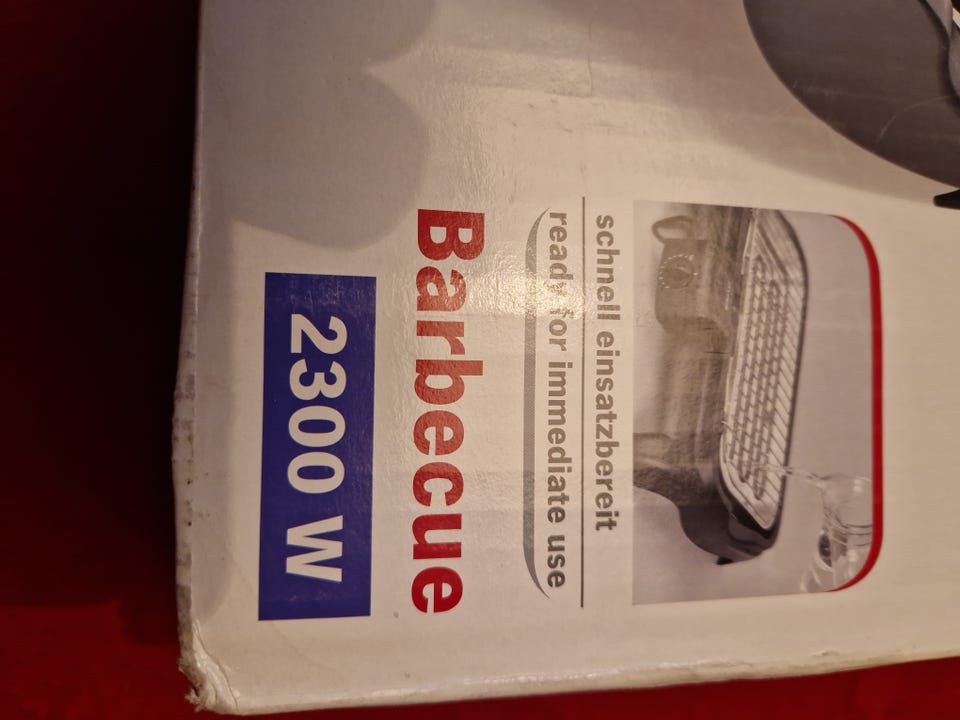 schnell einsatzbereit
ready for immediate use
Barbecue
2300 W